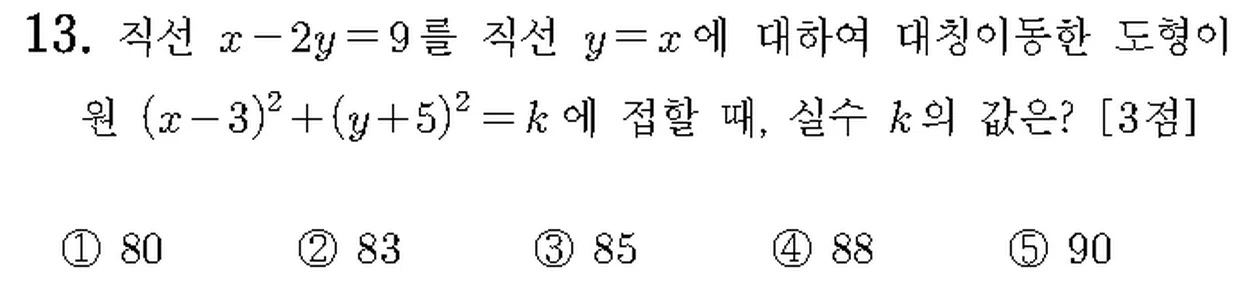 13. 직선 x-2y=9를 직선 y=x에 대하여 대칭이동한 도형이
원 (x-3)²+(y+5)²=k에 접할 때, 실수 k의 값은? [3점]
① 80 ② 83 ③ 85 ④ 88 ⑤ 90